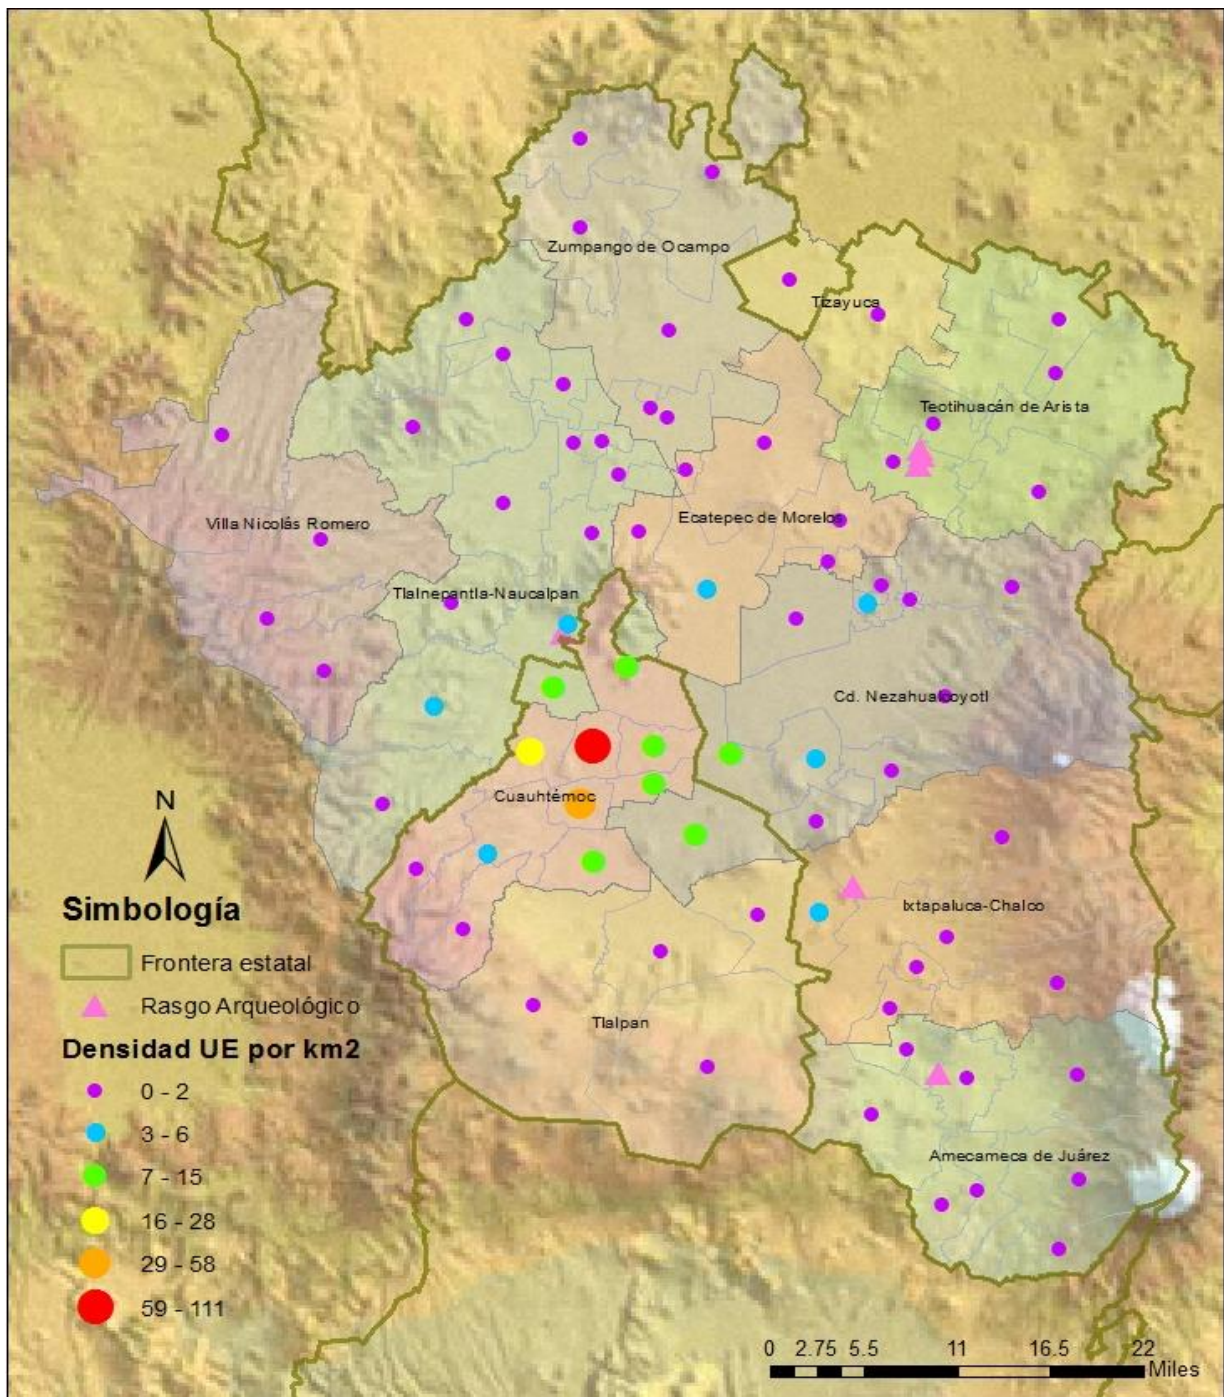 Zumpango de Ocampo
Tizayuca
Teotihuacán de Arista
Villa Nicolás Romero
Ecatepec de Morelos
Tlalnepantla-Naucalpan
Cd. Nezahualcoyotl
Cuauhtémoc
Ixtapaluca-Chalco
Tlalpan
Amecameca de Juárez
N
Simbología
Frontera estatal
Rasgo Arqueológico
Densidad UE por km2
0 - 2
3 - 6
7 - 15
16 - 28
29 - 58
59 - 111
0 2.75 5.5 11 16.5 22
Miles